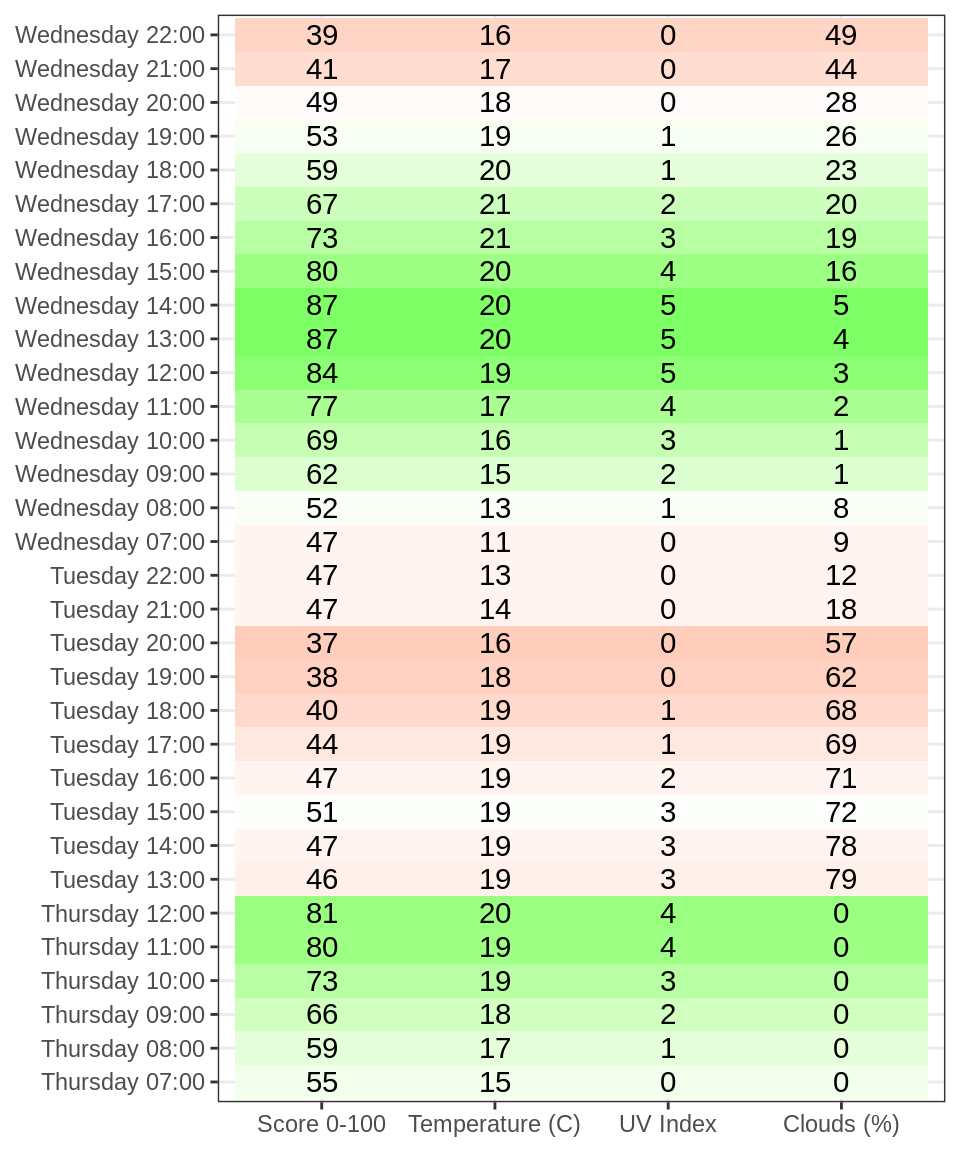 Wednesday 22:00 39 16 0 49
Wednesday 21:00 41 17 0 44
Wednesday 20:00 49 18 0 28
Wednesday 19:00 53 19 1 26
Wednesday 18:00 59 20 1 23
Wednesday 17:00 67 21 2 20
Wednesday 16:00 73 21 3 19
Wednesday 15:00 80 20 4 16
Wednesday 14:00 87 20 5 5
Wednesday 13:00 87 20 5 4
Wednesday 12:00 84 19 5 3
Wednesday 11:00 77 17 4 2
Wednesday 10:00 69 16 3 1
Wednesday 09:00 62 15 2 1
Wednesday 08:00 52 13 1 8
Wednesday 07:00 47 11 0 9
Tuesday 22:00 47 13 0 12
Tuesday 21:00 47 14 0 18
Tuesday 20:00 37 16 0 57
Tuesday 19:00 38 18 0 62
Tuesday 18:00 40 19 1 68
Tuesday 17:00 44 19 1 69
Tuesday 16:00 47 19 2 71
Tuesday 15:00 51 19 3 72
Tuesday 14:00 47 19 3 78
Tuesday 13:00 46 19 3 79
Thursday 12:00 81 20 4 0
Thursday 11:00 80 19 4 0
Thursday 10:00 73 19 3 0
Thursday 09:00 66 18 2 0
Thursday 08:00 59 17 1 0
Thursday 07:00 55 15 0 0
Score 0-100 Temperature (C) UV Index Clouds (%)